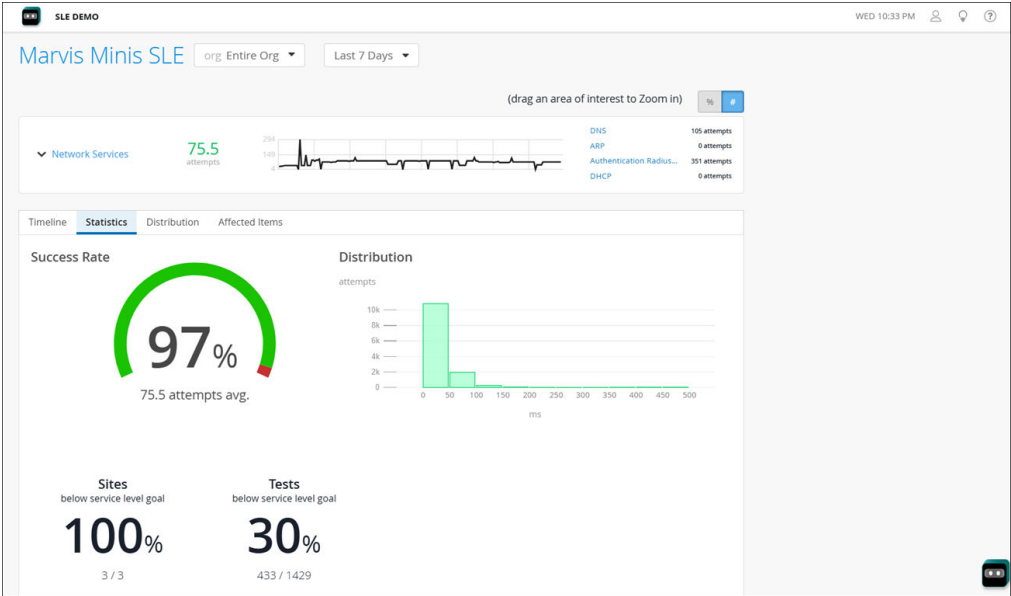 SLE DEMO
WED 10:33 PM
Marvis Minis SLE
org Entire Org
Last 7 Days
(drag an area of interest to Zoom in)
%
#
Network Services
75.5
attempts
294
149
4
DNS 105 attempts
ARP 0 attempts
Authentication Radius... 351 attempts
DHCP 0 attempts
Timeline Statistics Distribution Affected Items
Success Rate
97%
75.5 attempts avg.
Distribution
attempts
10k
8k
6k
4k
2k
0
0 50 100 150 200 250 300 350 400 450 500
ms
Sites
below service level goal
100%
3 / 3
Tests
below service level goal
30%
433 / 1429